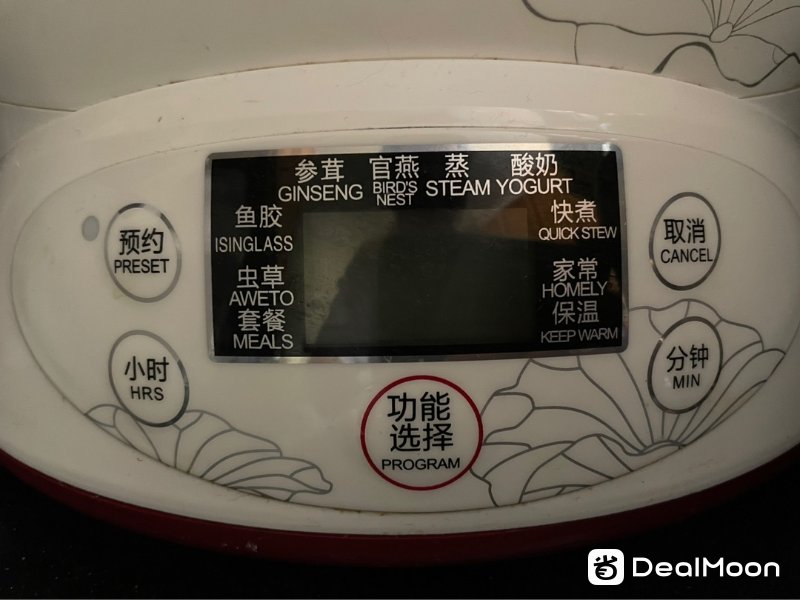 参茸 官燕 蒸 酸奶
GINSENG BIRD'S NEST STEAM YOGURT
鱼胶
ISINGLASS
快煮
QUICK STEW
虫草
AWETO
家常
HOMELY
套餐
MEALS
保温
KEEP WARM
预约
PRESET
取消
CANCEL
小时
HRS
分钟
MIN
功能
选择
PROGRAM
省 DealMoon